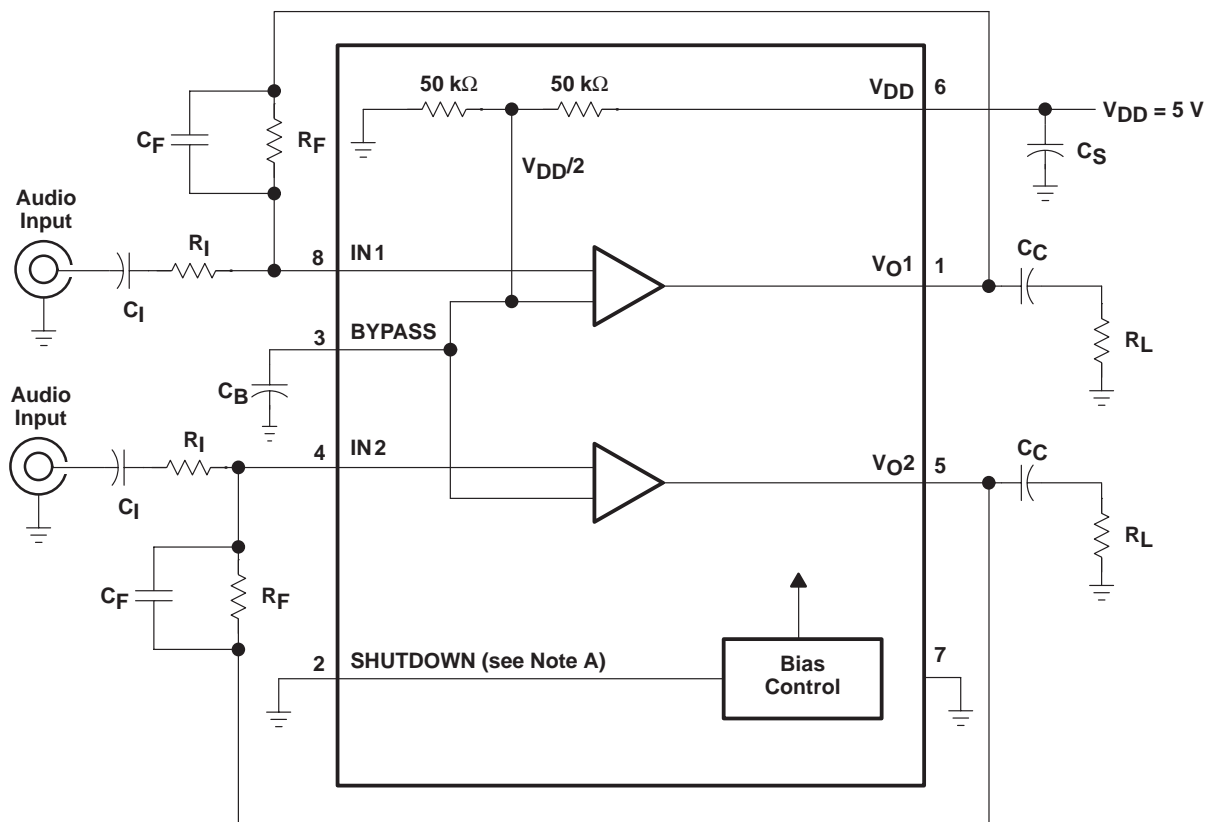 50 kΩ
50 kΩ
VDD
6
VDD = 5 V
CF
RF
VDD/2
CS
Audio
Input
RI
CI
8
IN1
VO1
1
CC
RL
3
BYPASS
CB
Audio
Input
RI
CI
4
IN2
VO2
5
CC
RL
CF
RF
2
SHUTDOWN (see Note A)
Bias
Control
7